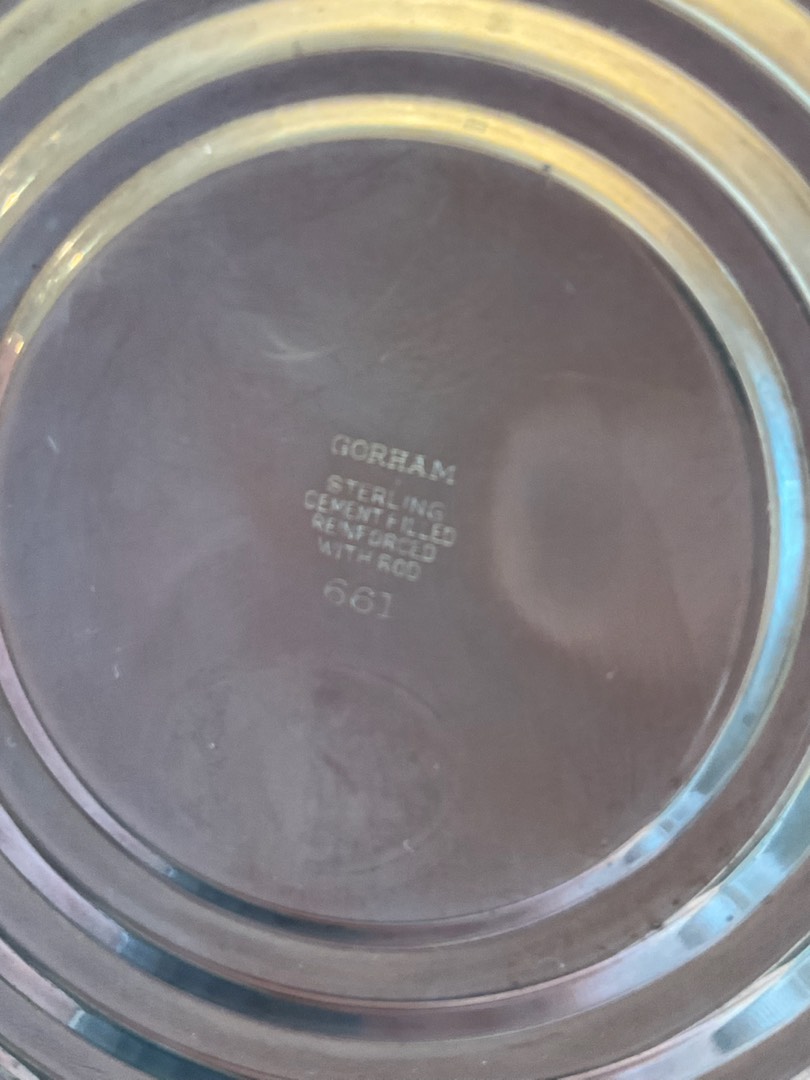 GORHAM
STERLING
CEMENT FILLED
REINFORCED
WITH ROD
661